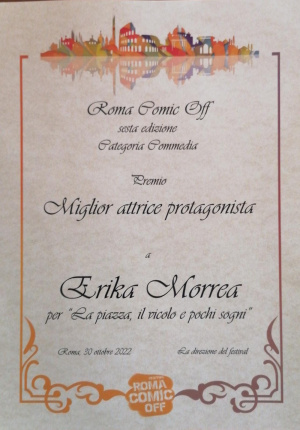 Roma Comic Off
sesta edizione
Categoria Commedia
Premio
Miglior attrice protagonista
a
Erika Morrea
per "La piazza, il vicolo e pochi sogni"
Roma, 30 ottobre 2022 La direzione del festival
ROMA
COMIC
OFF